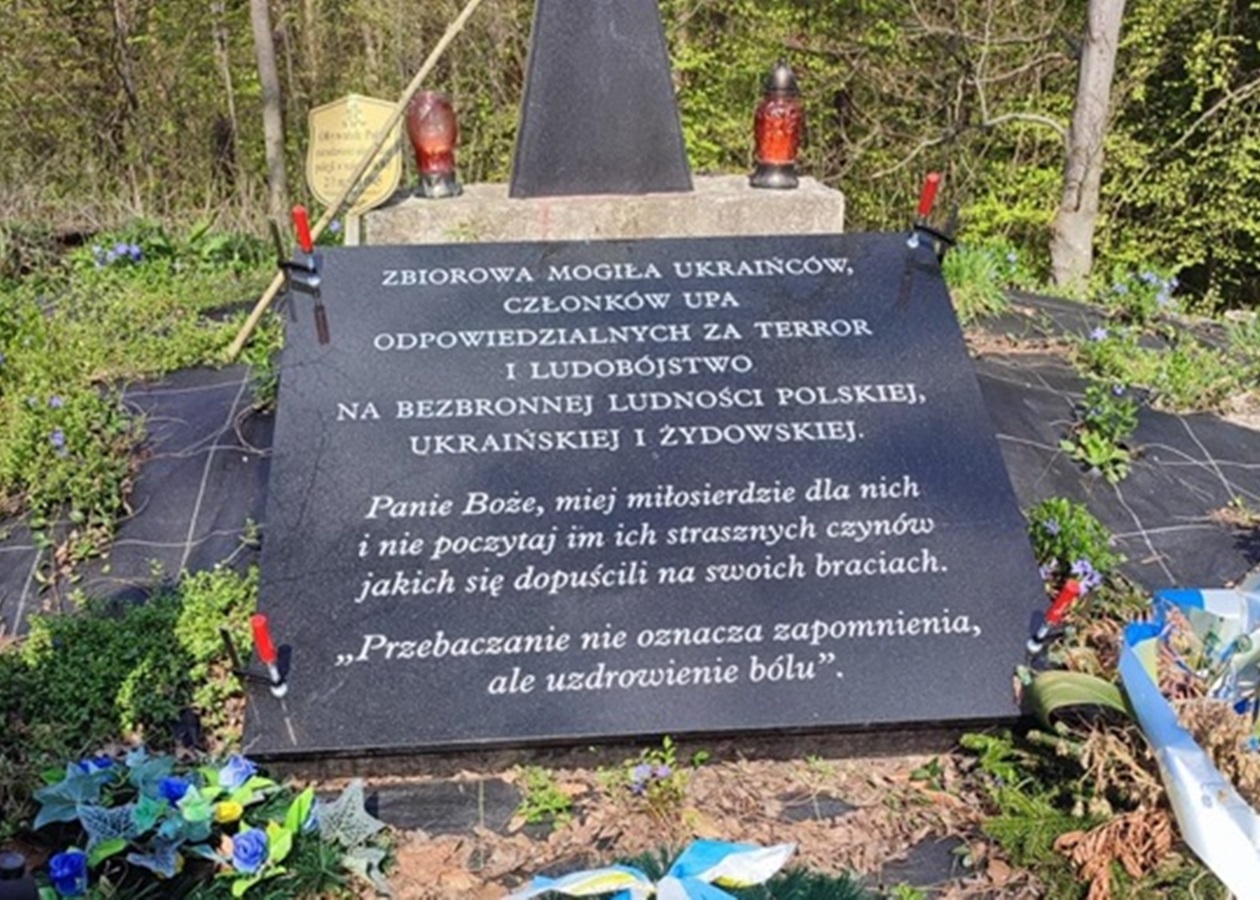 ZBIOROWA MOGIŁA UKRAIŃCÓW,
CZŁONKÓW UPA
ODPOWIEDZIALNYCH ZA TERROR
I LUDOBÓJSTWO
NA BEZBRONNEJ LUDNOŚCI POLSKIEJ,
UKRAIŃSKIEJ I ŻYDOWSKIEJ.
Panie Boże, miej miłosierdzie dla nich
i nie poczytaj im ich strasznych czynów
jakich się dopuścili na swoich braciach.
„Przebaczanie nie oznacza zapomnienia,
ale uzdrowienie bólu”.